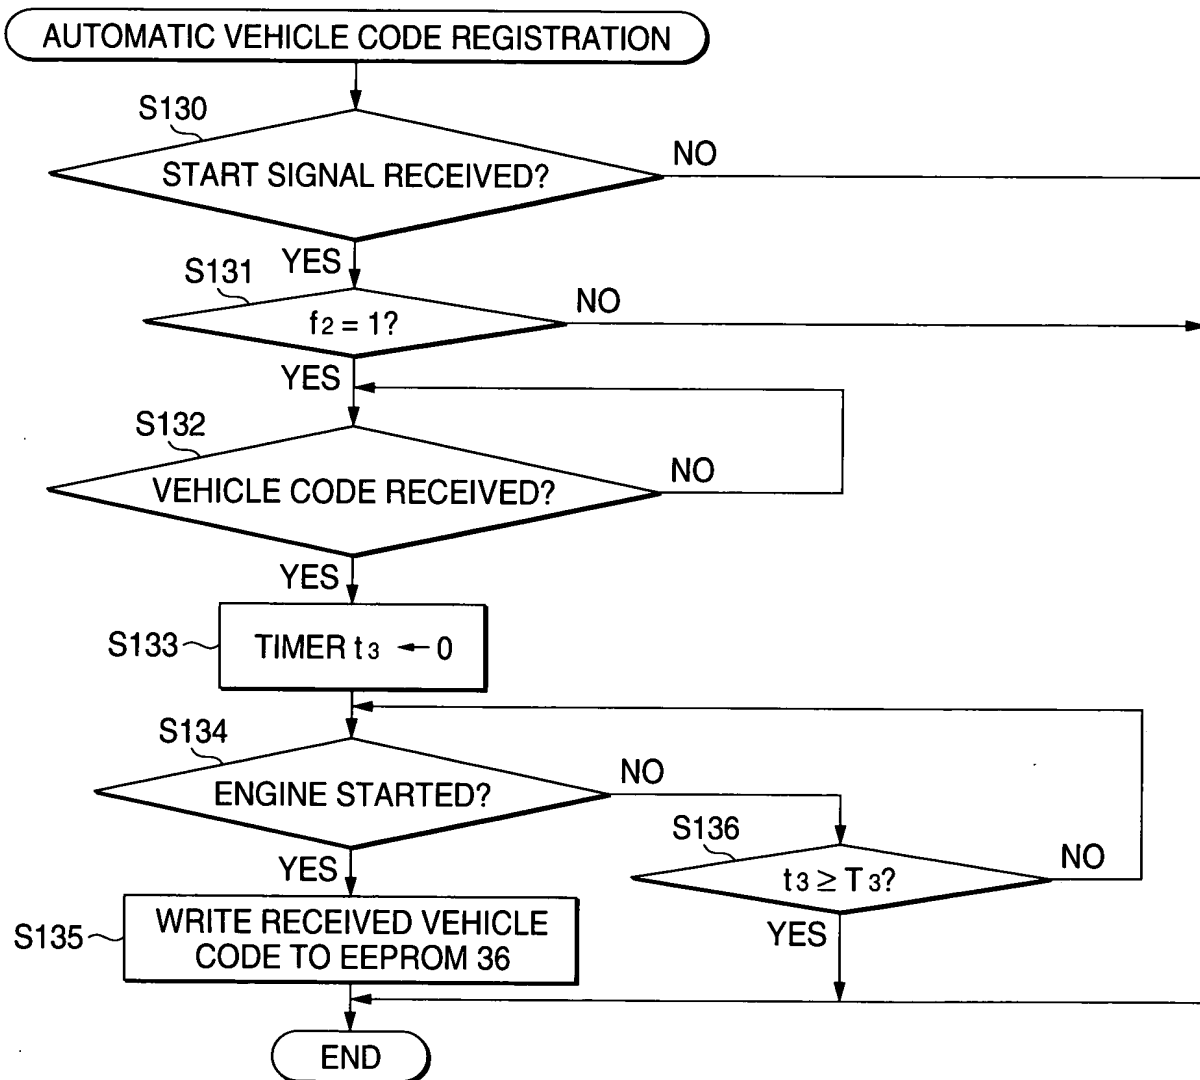 AUTOMATIC VEHICLE CODE REGISTRATION
S130
START SIGNAL RECEIVED?
NO
YES
S131
f2 = 1?
NO
YES
S132
VEHICLE CODE RECEIVED?
NO
YES
S133
TIMER t3 ← 0
S134
ENGINE STARTED?
NO
S136
t3 ≥ T3?
NO
YES
YES
S135
WRITE RECEIVED VEHICLE
CODE TO EEPROM 36
END